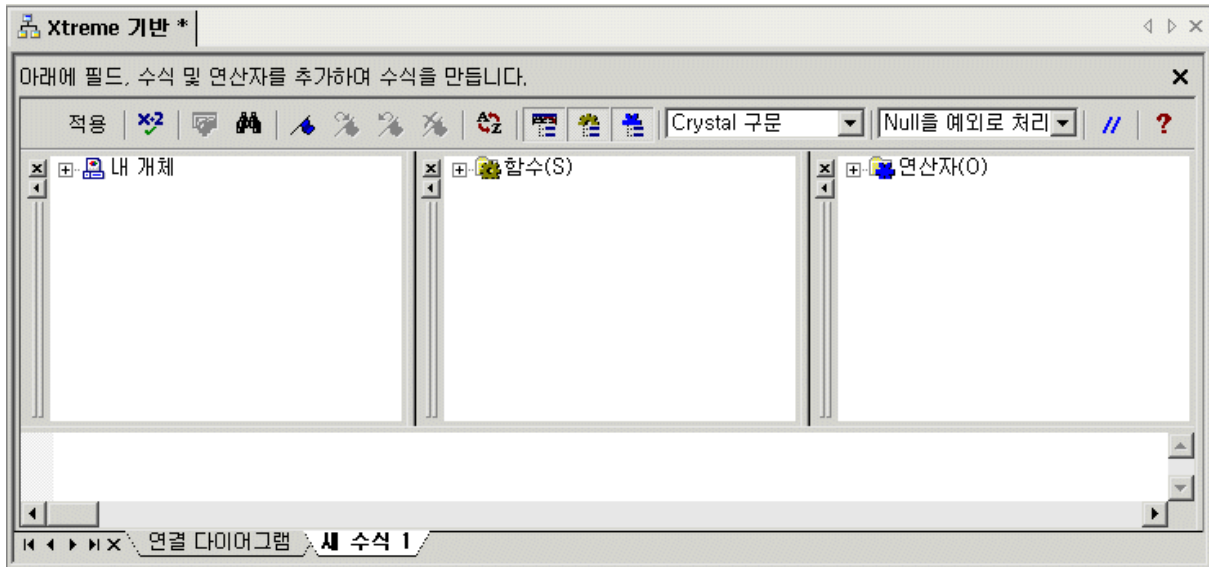 Xtreme 기반 *
아래에 필드, 수식 및 연산자를 추가하여 수식을 만듭니다.
적용 X+2 Crystal 구문 Null을 예외로 처리 // ?
내 개체 함수(S) 연산자(O)
연결 다이어그램 새 수식 1